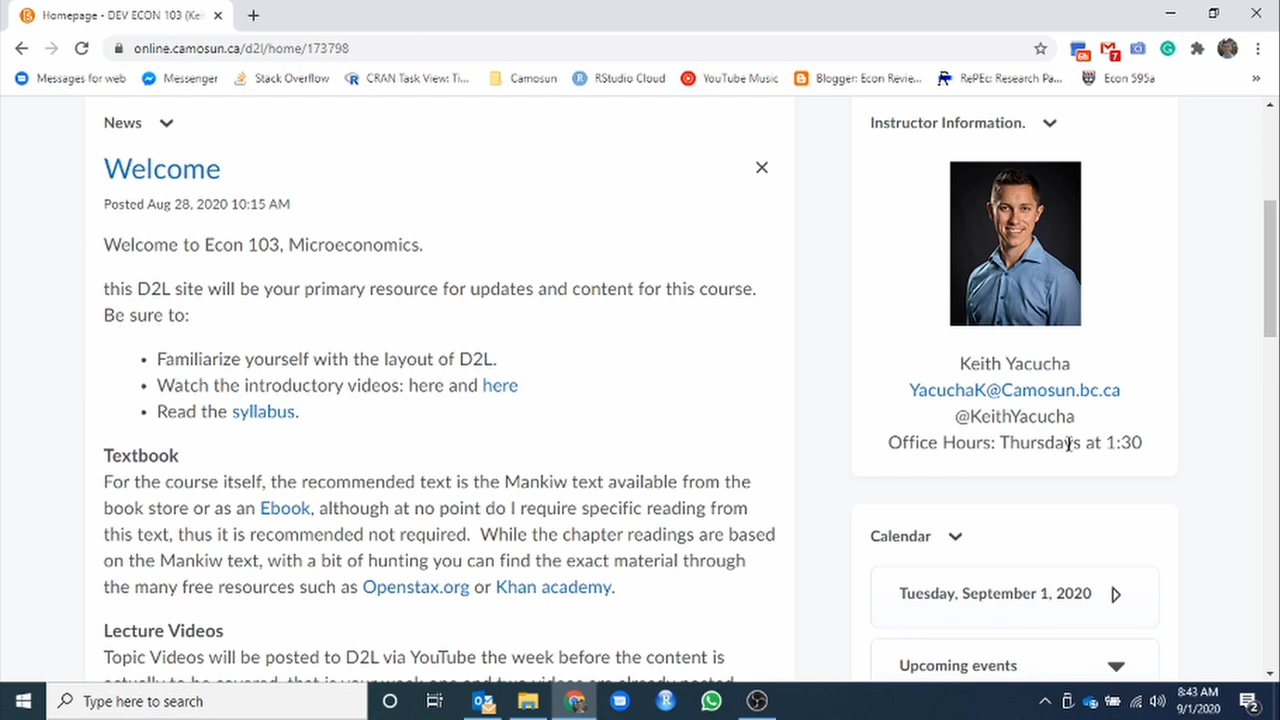 Homepage - DEV ECON 103 (Kei
online.camosun.ca/d2l/home/173798
6h
7
Messages for web
Messenger
Stack Overflow
CRAN Task View: Ti...
Camosun
RStudio Cloud
YouTube Music
Blogger: Econ Revie...
RePEc: Research Pa...
Econ 595a
News
Welcome
Posted Aug 28, 2020 10:15 AM
Welcome to Econ 103, Microeconomics.
this D2L site will be your primary resource for updates and content for this course.
Be sure to:
• Familiarize yourself with the layout of D2L.
• Watch the introductory videos: here and here
• Read the syllabus.
Textbook
For the course itself, the recommended text is the Mankiw text available from the
book store or as an Ebook, although at no point do I require specific reading from
this text, thus it is recommended not required. While the chapter readings are based
on the Mankiw text, with a bit of hunting you can find the exact material through
the many free resources such as Openstax.org or Khan academy.
Lecture Videos
Topic Videos will be posted to D2L via YouTube the week before the content is
Instructor Information.
Keith Yacucha
YacuchaK@Camosun.bc.ca
@KeithYacucha
Office Hours: Thursdays at 1:30
Calendar
Tuesday, September 1, 2020
Upcoming events
Type here to search
8:43 AM
9/1/2020
2